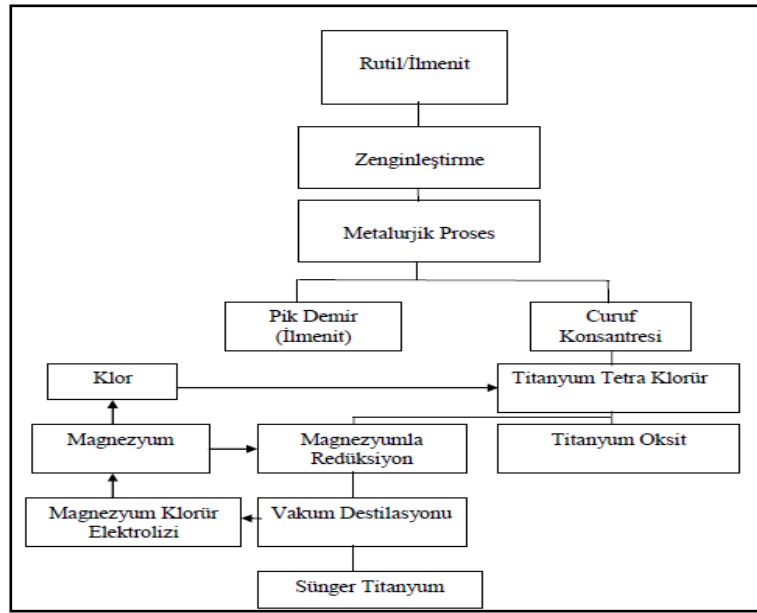 Rutil/İlmenit
Zenginleştirme
Metalurjik Proses
Pik Demir
(İlmenit)
Curuf
Konsantresi
Klor
Titanyum Tetra Klorür
Magnezyum
Magnezyumla
Redüksiyon
Titanyum Oksit
Magnezyum Klorür
Elektrolizi
Vakum Destilasyonu
Sünger Titanyum